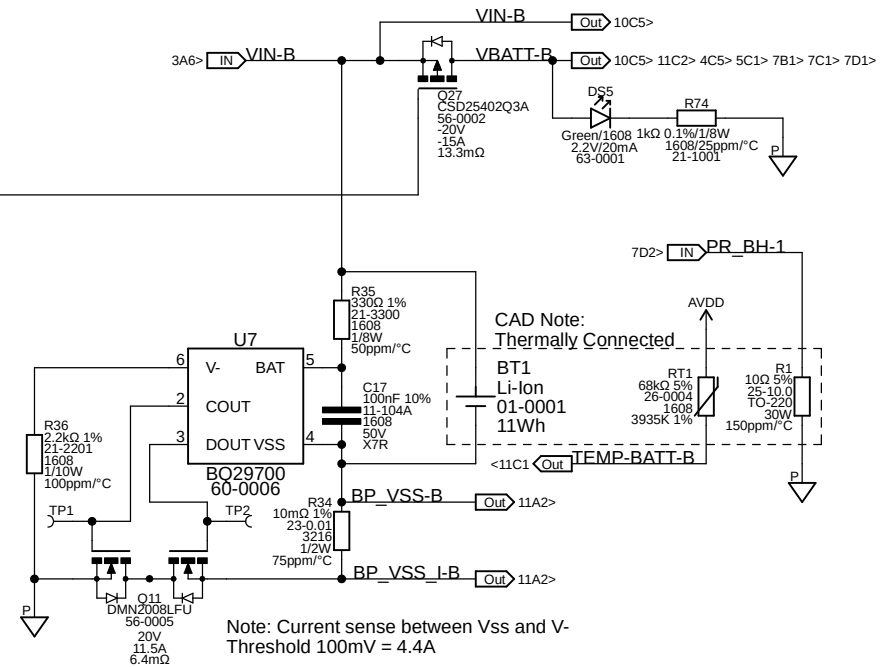 VIN-B
Out 10C5>
3A6> IN VIN-B
VBATT-B
Out 10C5> 11C2> 4C5> 5C1> 7B1> 7C1> 7D1>
Q27
CSD25402Q3A
56-0002
-20V
-15A
13.3mΩ
DS5
Green/1608
2.2V/20mA
63-0001
R74
1kΩ 0.1%/1/8W
1608/25ppm/°C
21-1001
P
7D2> IN PR_BH-1
AVDD
R35
330Ω 1%
21-3300
1608
1/8W
50ppm/°C
CAD Note:
Thermally Connected
U7
6 V- BAT 5
2 COUT
3 DOUT VSS 4
BQ29700
60-0006
C17
100nF 10%
11-104A
1608
50V
X7R
BT1
Li-Ion
01-0001
11Wh
RT1
68kΩ 5%
26-0004
1608
3935K 1%
R1
10Ω 5%
25-10.0
TO-220
30W
150ppm/°C
R36
2.2kΩ 1%
21-2201
1608
1/10W
100ppm/°C
<11C1 Out TEMP-BATT-B
P
TP1
TP2
R34
10mΩ 1%
23-0.01
3216
1/2W
75ppm/°C
BP_VSS-B
Out 11A2>
BP_VSS_I-B
Out 11A2>
P
Q11
DMN2008LFU
56-0005
20V
11.5A
6.4mΩ
Note: Current sense between Vss and V-
Threshold 100mV = 4.4A